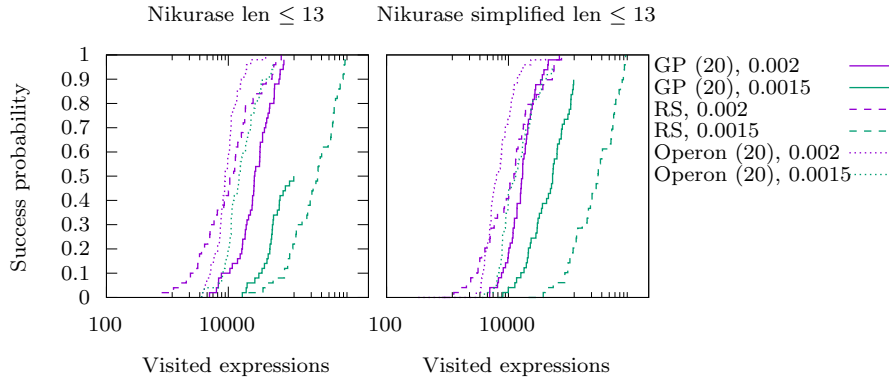 Nikurase len ≤ 13
Nikurase simplified len ≤ 13
Success probability
1
0.9
0.8
0.7
0.6
0.5
0.4
0.3
0.2
0.1
0
100
10000
100
10000
Visited expressions
Visited expressions
GP (20), 0.002
GP (20), 0.0015
RS, 0.002
RS, 0.0015
Operon (20), 0.002
Operon (20), 0.0015